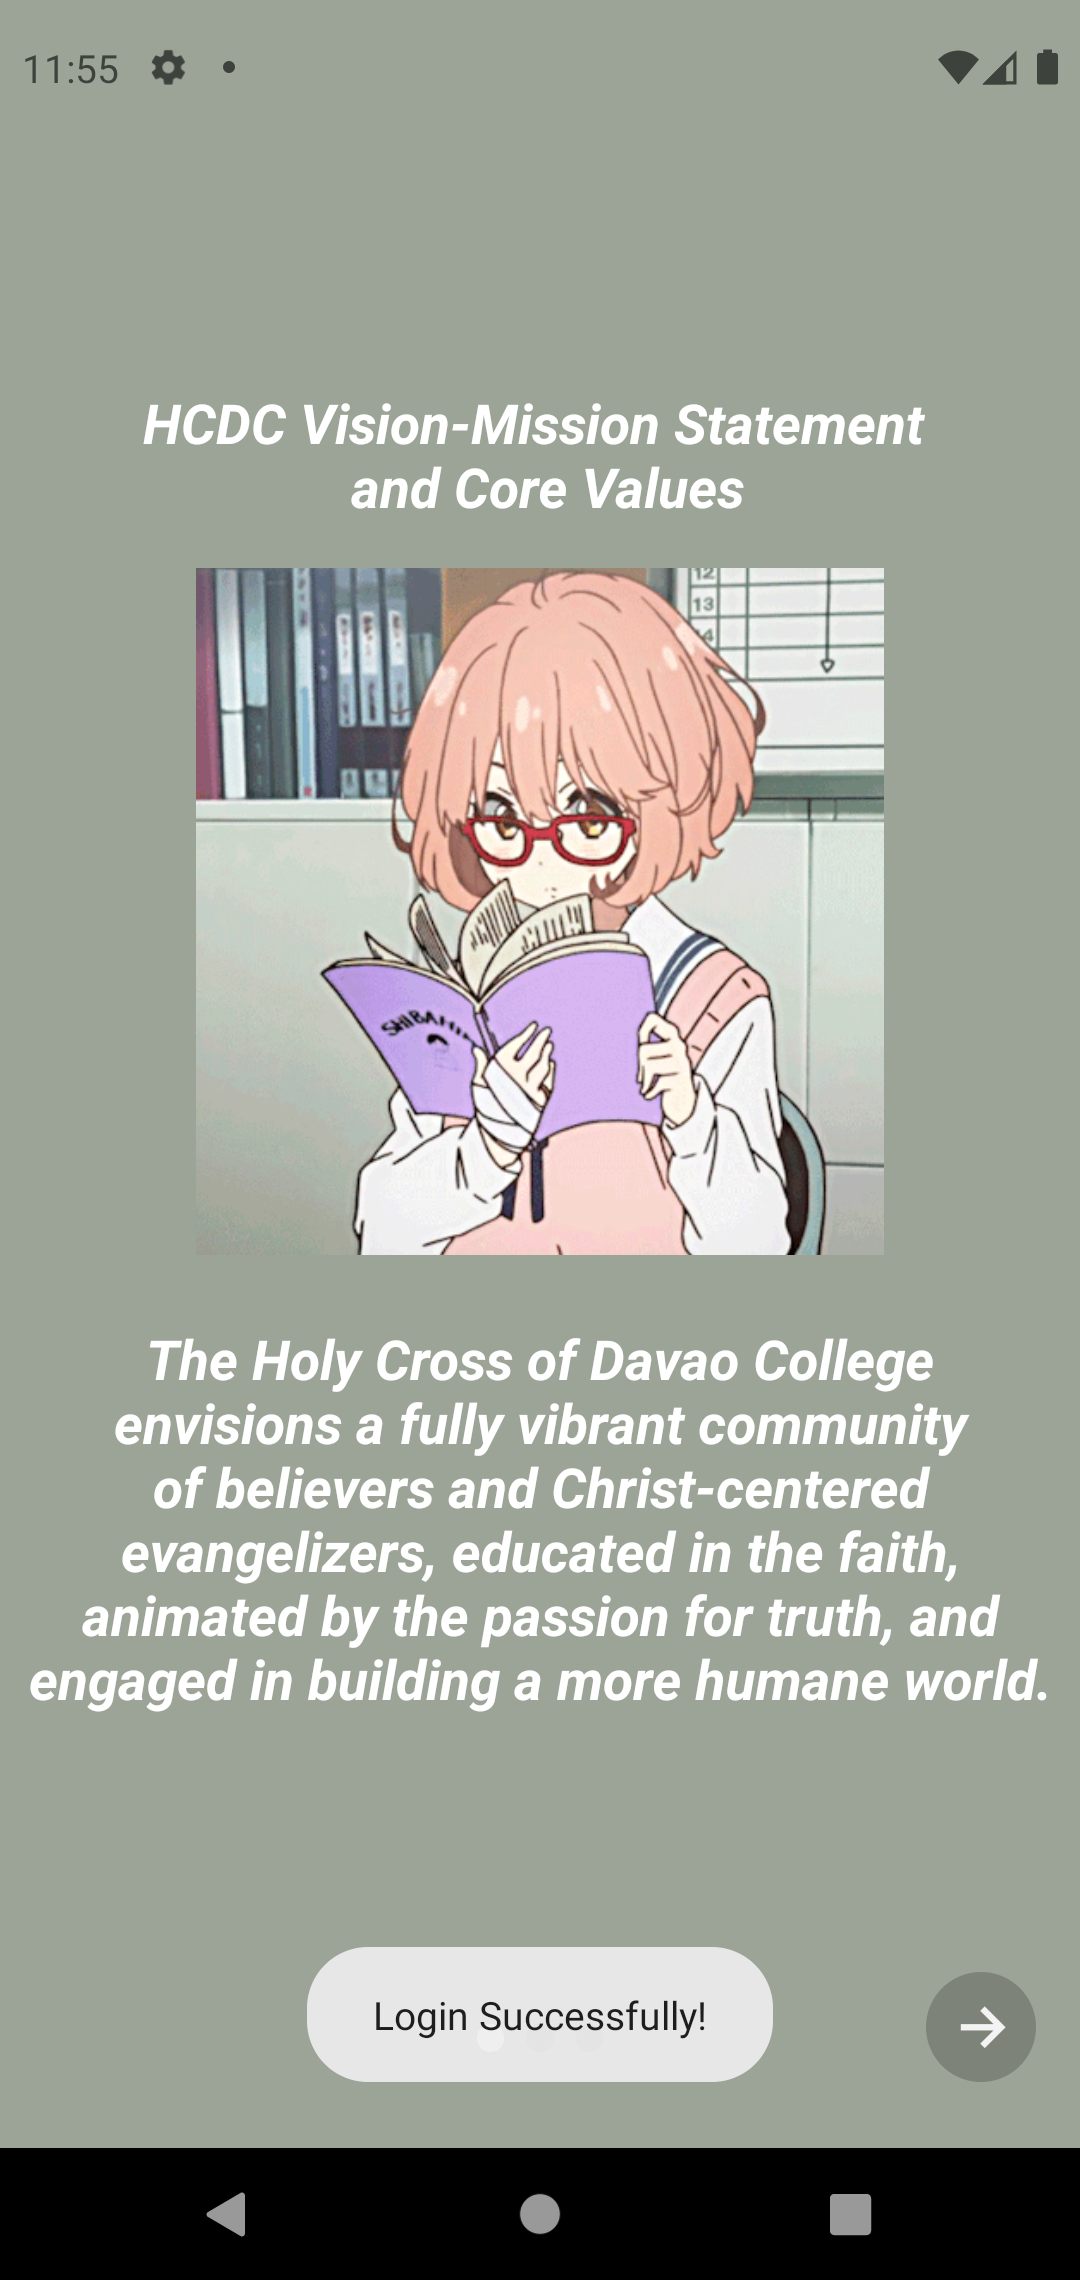 11:55
HCDC Vision-Mission Statement
and Core Values
12
13
The Holy Cross of Davao College
envisions a fully vibrant community
of believers and Christ-centered
evangelizers, educated in the faith,
animated by the passion for truth, and
engaged in building a more humane world.
Login Successfully!